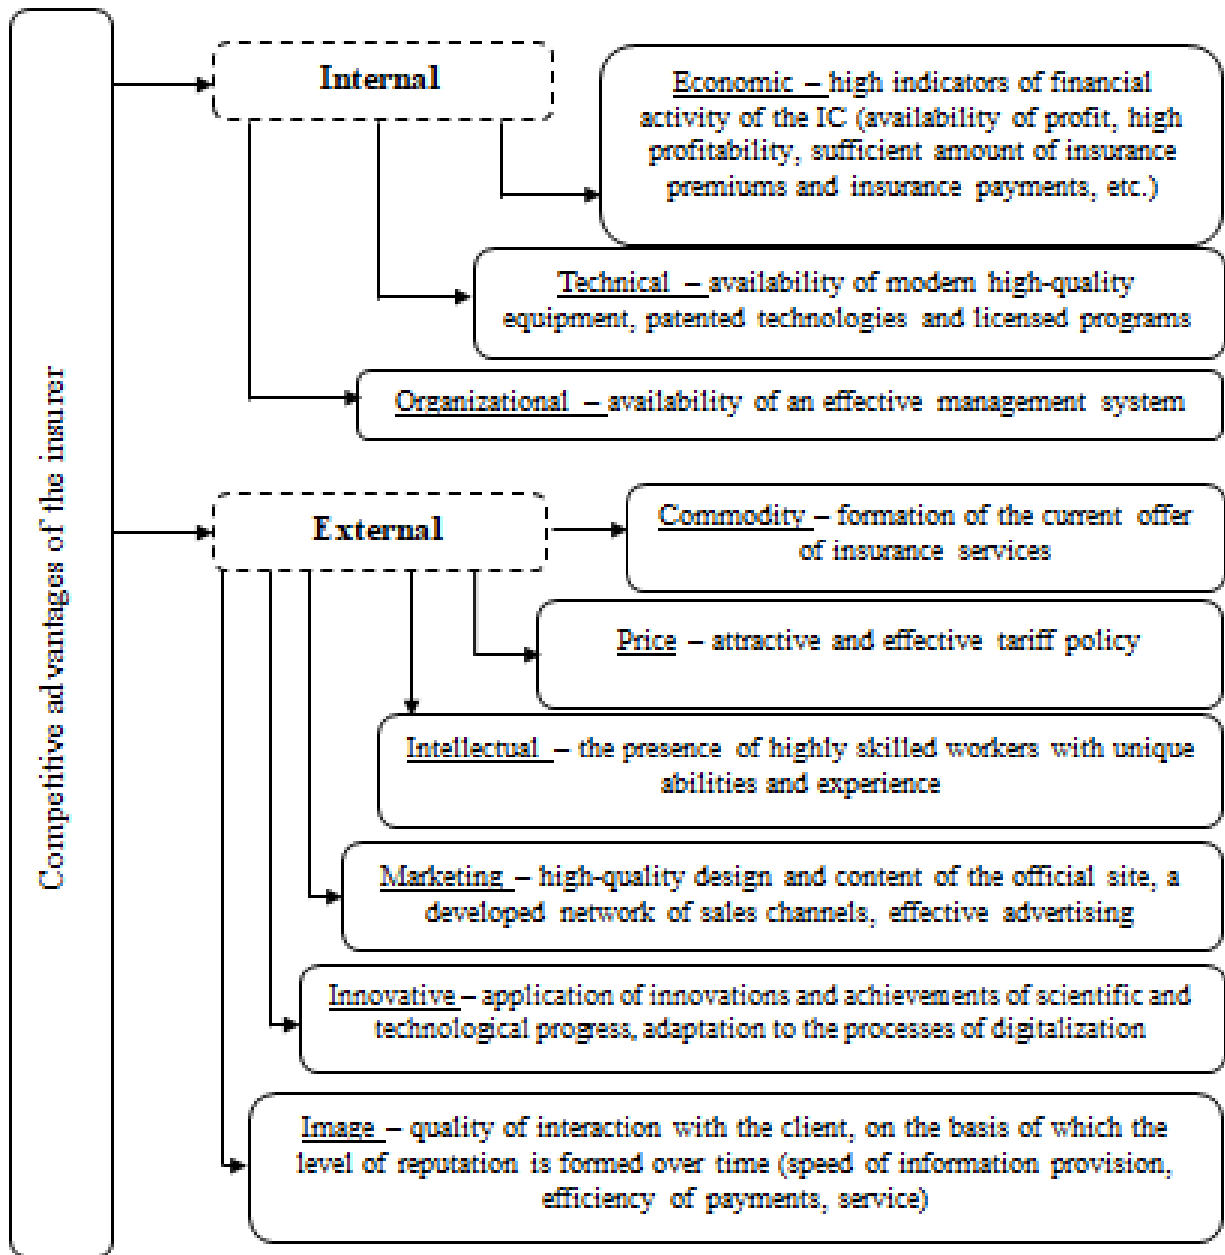 Competitive advantages of the insurer
Internal
Economic – high indicators of financial
activity of the IC (availability of profit, high
profitability, sufficient amount of insurance
premiums and insurance payments, etc.)
Technical – availability of modern high-quality
equipment, patented technologies and licensed programs
Organizational – availability of an effective management system
External
Commodity – formation of the current offer
of insurance services
Price – attractive and effective tariff policy
Intellectual – the presence of highly skilled workers with unique
abilities and experience
Marketing – high-quality design and content of the official site, a
developed network of sales channels, effective advertising
Innovative – application of innovations and achievements of scientific and
technological progress, adaptation to the processes of digitalization
Image – quality of interaction with the client, on the basis of which the
level of reputation is formed over time (speed of information provision,
efficiency of payments, service)